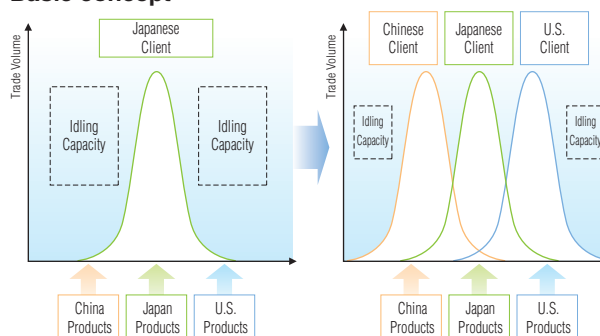 Basic concept
Trade Volume
Japanese
Client
Idling
Capacity
Idling
Capacity
China
Products
Japan
Products
U.S.
Products
Trade Volume
Chinese
Client
Japanese
Client
U.S.
Client
Idling
Capacity
Idling
Capacity
China
Products
Japan
Products
U.S.
Products